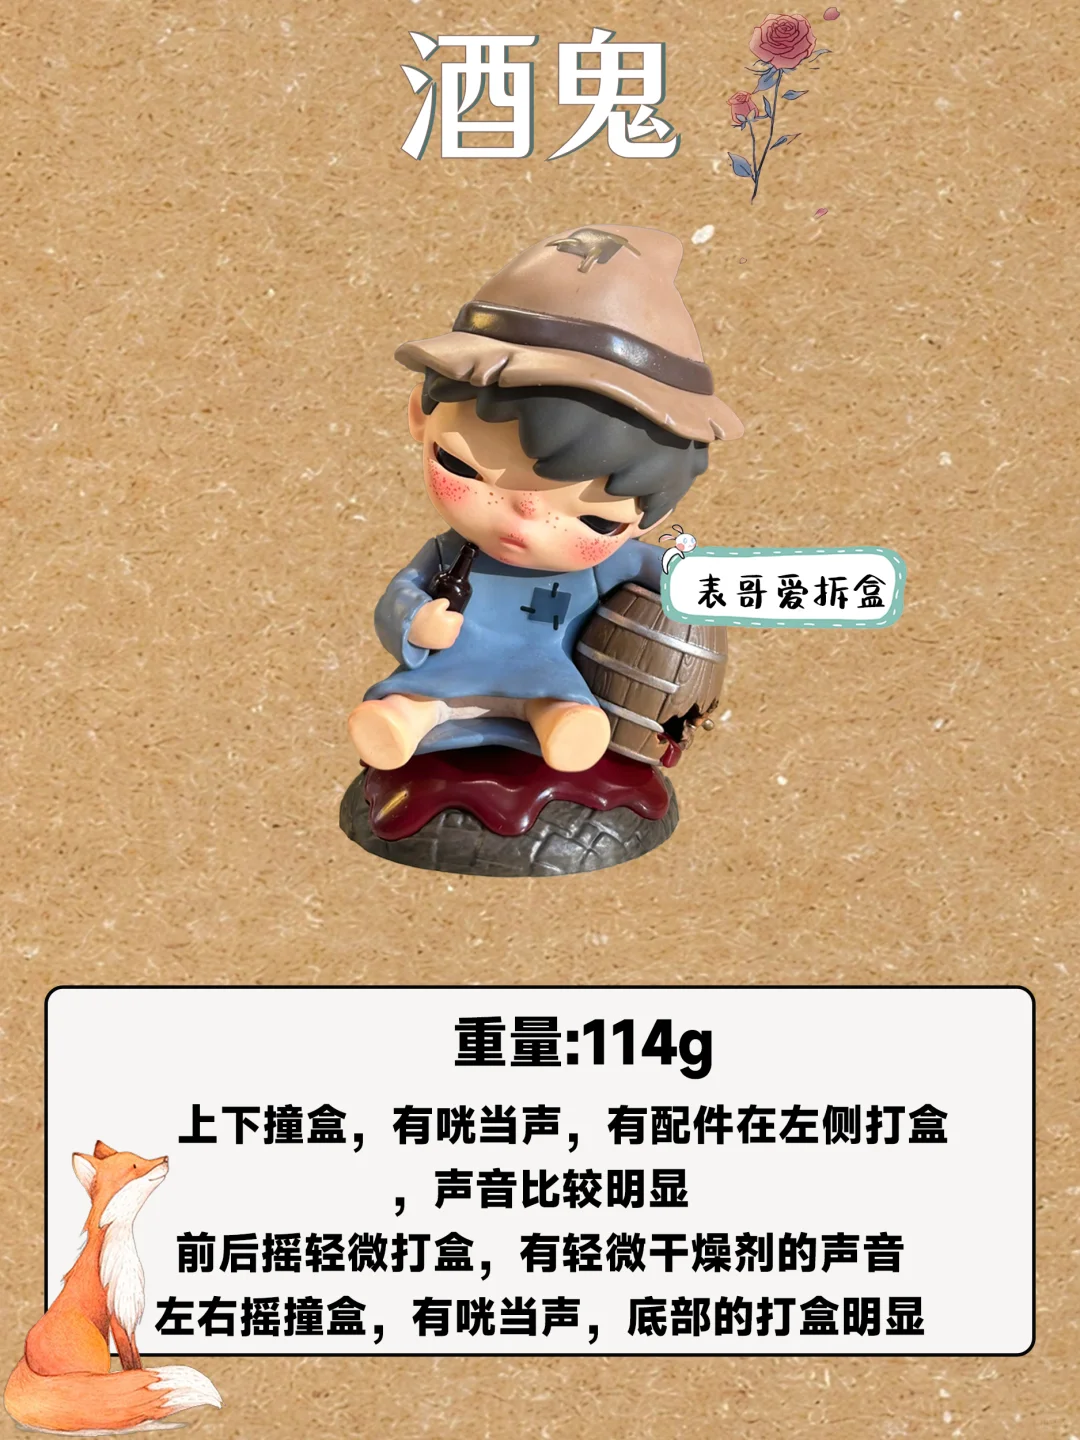 酒鬼
表哥爱拆盒
重量:114g
上下撞盒，有咣当声，有配件在左侧打盒
，声音比较明显
前后摇轻微打盒，有轻微干燥剂的声音
左右摇撞盒，有咣当声，底部的打盒明显